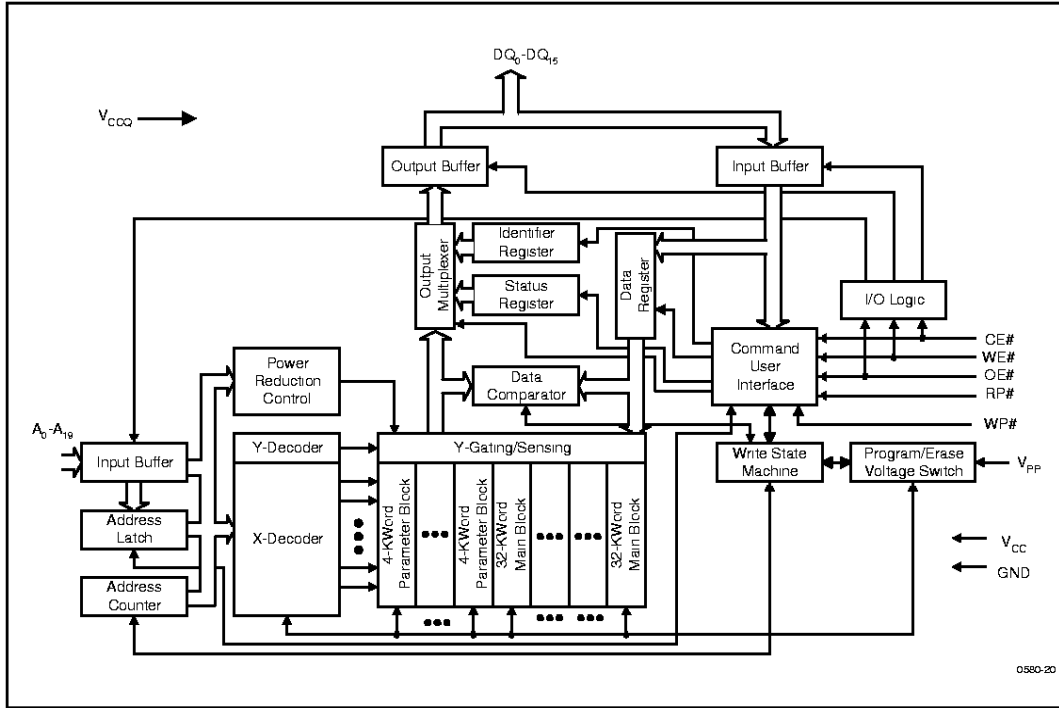 DQ0-DQ15
VCCQ
Output Buffer
Input Buffer
Output
Multiplexer
Identifier
Register
Status
Register
Data
Register
I/O Logic
Command
User
Interface
CE#
WE#
OE#
RP#
WP#
Power
Reduction
Control
Data
Comparator
A0-A19
Input Buffer
Y-Decoder
Y-Gating/Sensing
Write State
Machine
Program/Erase
Voltage Switch
VPP
Address
Latch
X-Decoder
4-KWord
Parameter Block
4-KWord
Parameter Block
32-KWord
Main Block
32-KWord
Main Block
VCC
GND
Address
Counter
0580-20